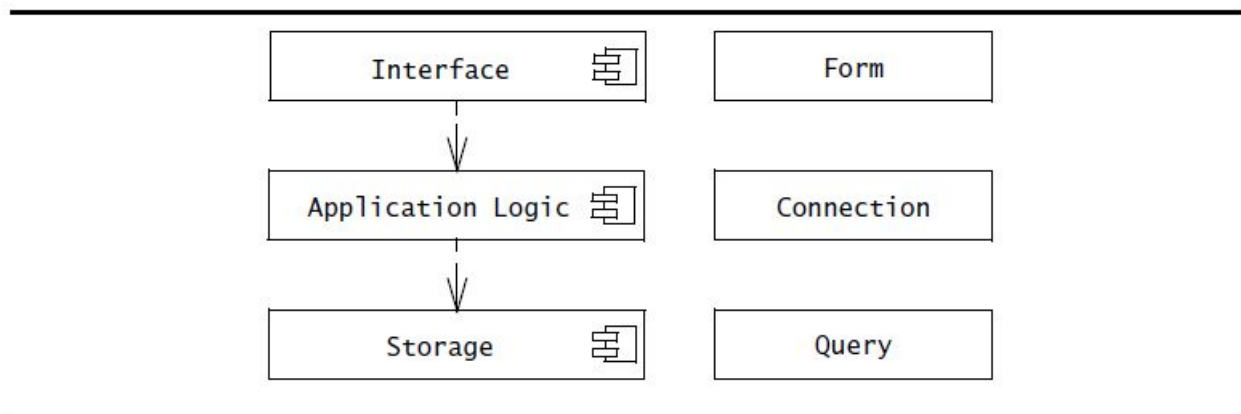 Interface
Form
Application Logic
Connection
Storage
Query